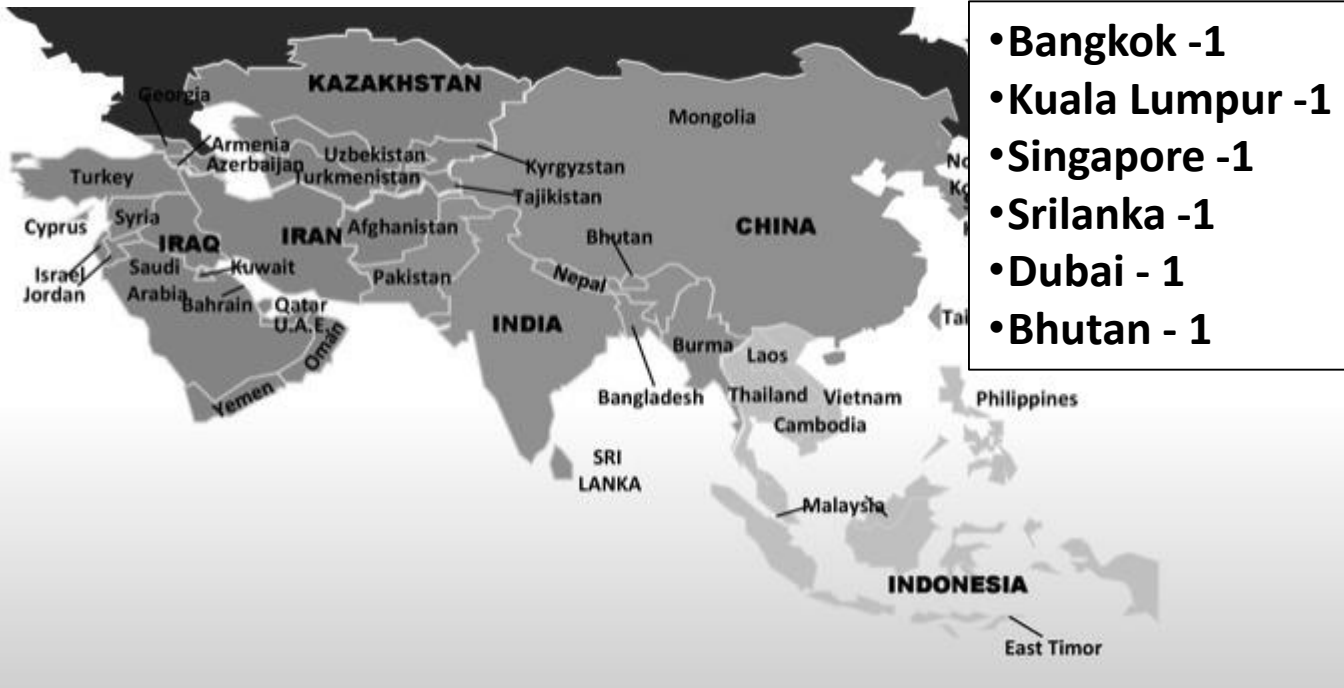 •Bangkok -1
•Kuala Lumpur -1
•Singapore -1
•Srilanka -1
•Dubai - 1
•Bhutan - 1
KAZAKHSTAN
Georgia
Mongolia
Armenia
Azerbaijan
Uzbekistan
Turkmenistan
Kyrgyzstan
Tajikistan
Turkey
Cyprus
Syria
IRAQ
IRAN
Afghanistan
Bhutan
CHINA
Israel
Jordan
Saudi
Arabia
Kuwait
Bahrain
Qatar
U.A.E.
Oman
Yemen
Pakistan
Nepal
INDIA
Burma
Laos
Bangladesh
Thailand
Vietnam
Cambodia
Philippines
SRI
LANKA
Malaysia
INDONESIA
East Timor